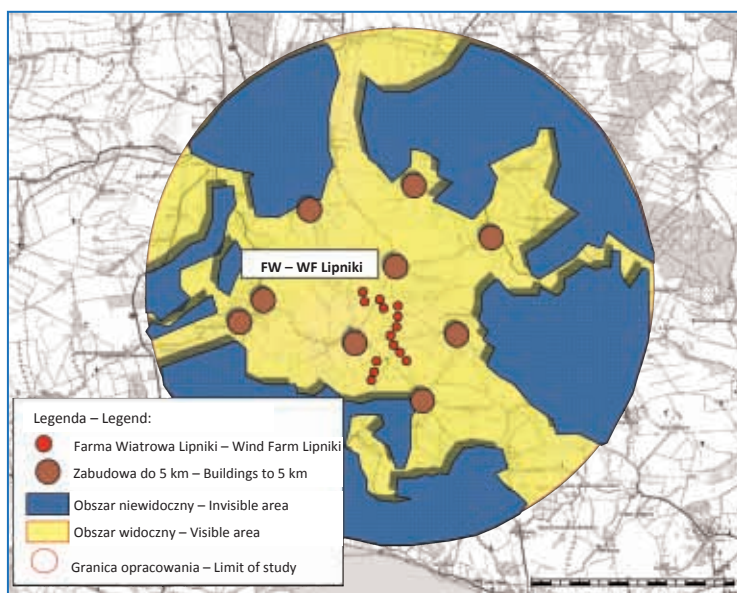 FW – WF Lipniki
Legenda – Legend:
Farma Wiatrowa Lipniki – Wind Farm Lipniki
Zabudowa do 5 km – Buildings to 5 km
Obszar niewidoczny – Invisible area
Obszar widoczny – Visible area
Granica opracowania – Limit of study